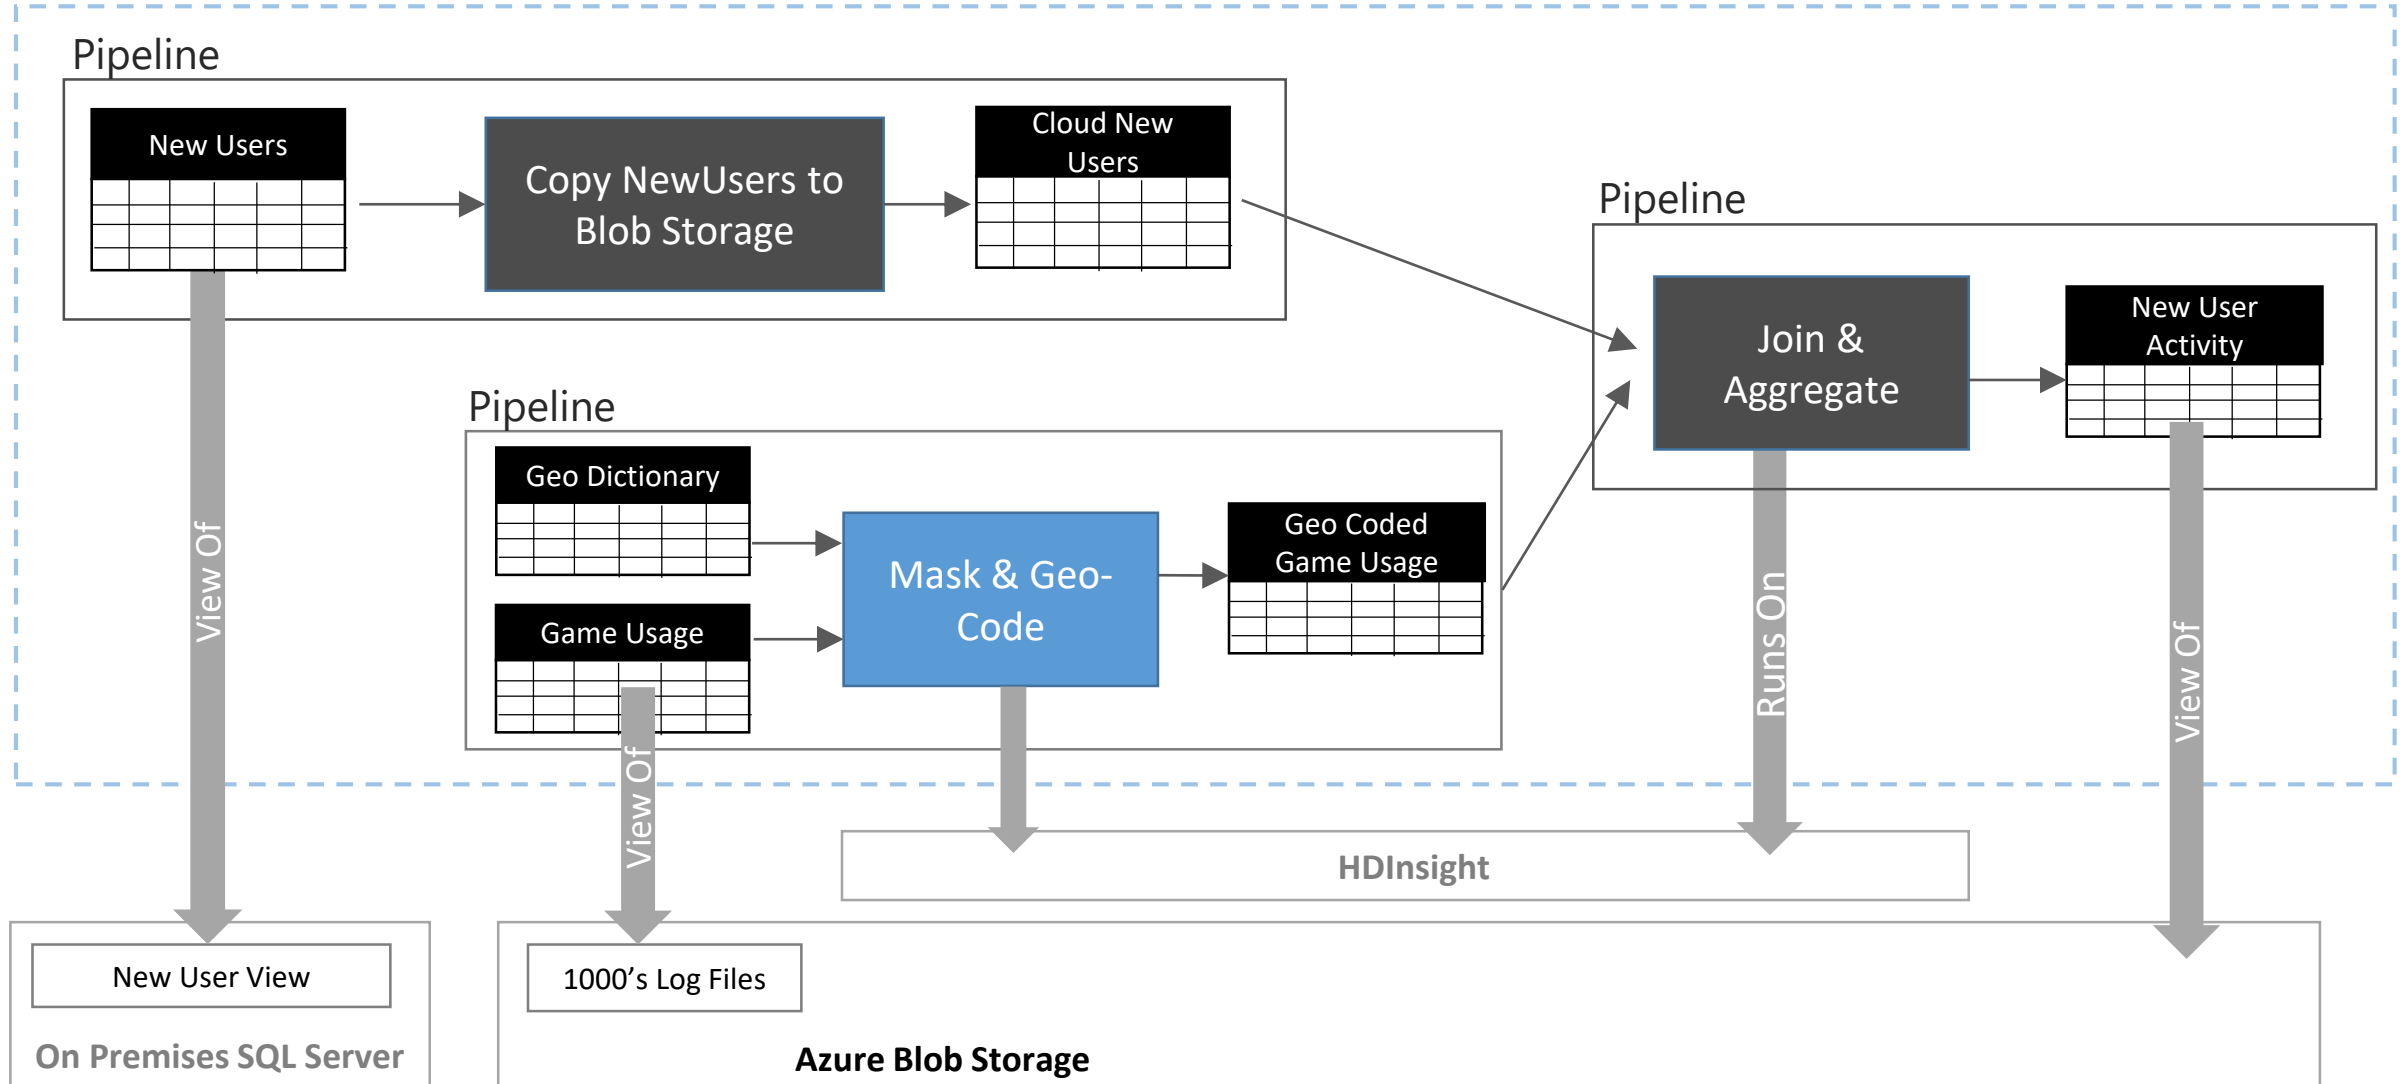 Pipeline
New Users
Copy NewUsers to
Blob Storage
Cloud New
Users
Pipeline
Join &
Aggregate
New User
Activity
Pipeline
Geo Dictionary
Game Usage
Mask & Geo-
Code
Geo Coded
Game Usage
View Of
View Of
Runs On
View Of
HDInsight
New User View
On Premises SQL Server
1000’s Log Files
Azure Blob Storage